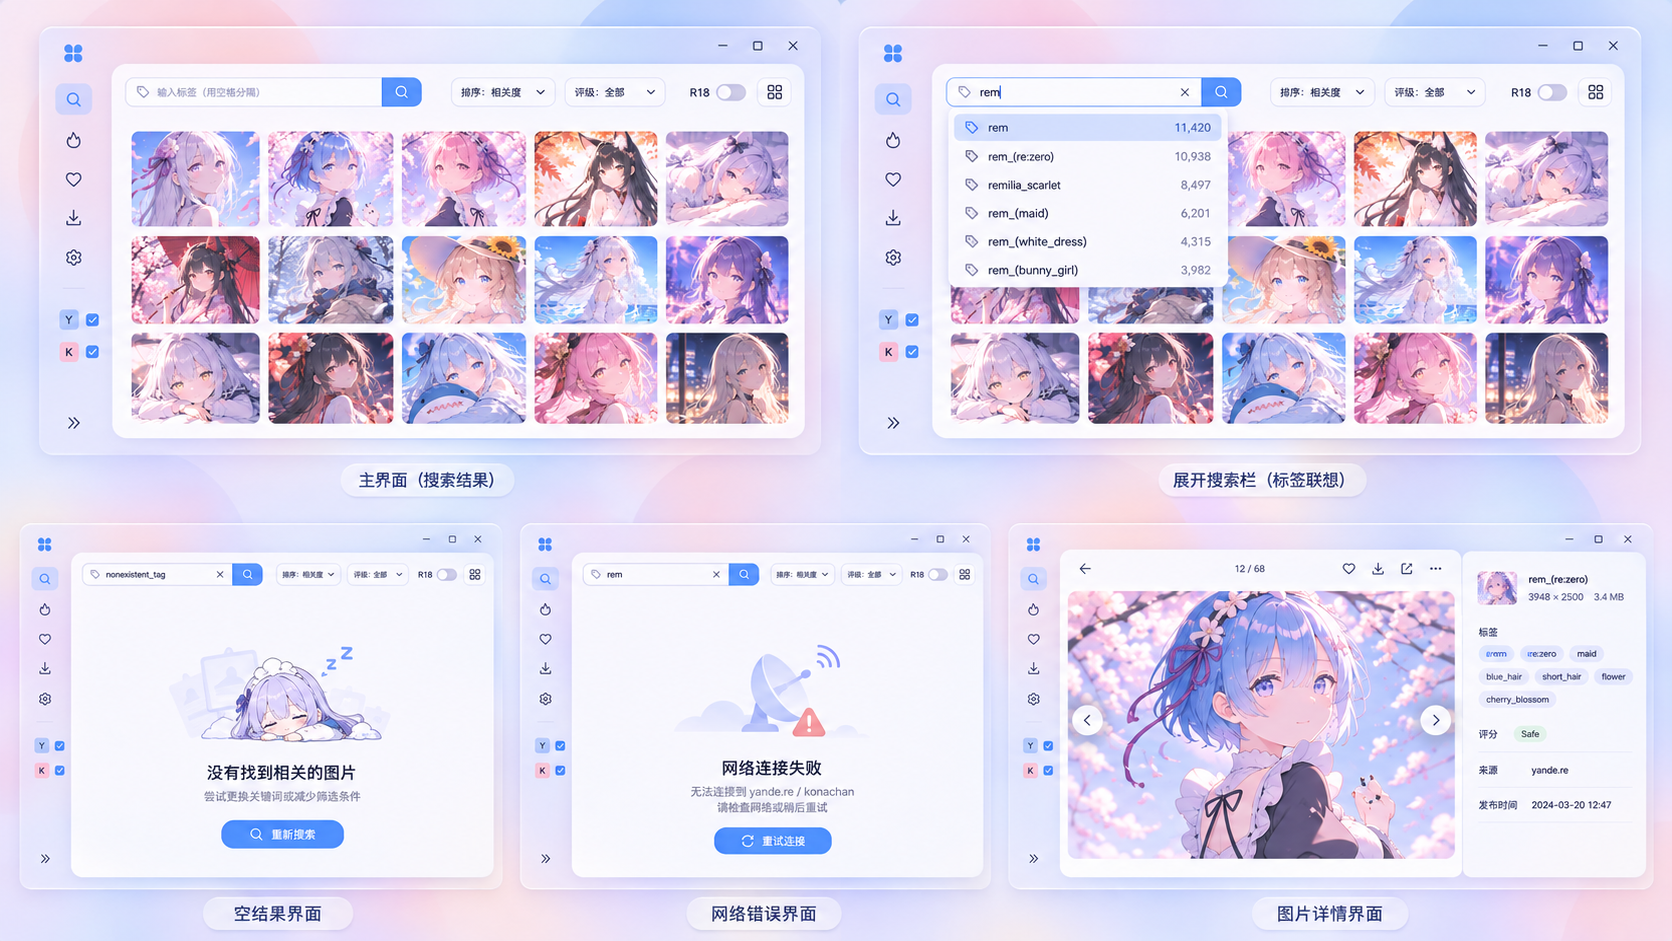 输入标签（用空格分隔）
排序：相关度
评级：全部
R18
Y
K
主界面（搜索结果）
rem
排序：相关度
评级：全部
R18
rem 11,420
rem_(re:zero) 10,938
remilia_scarlet 8,497
rem_(maid) 6,201
rem_(white_dress) 4,315
rem_(bunny_girl) 3,982
Y
K
展开搜索栏（标签联想）
nonexistent_tag
排序：相关度
评级：全部
R18
Y
K
z z
没有找到相关的图片
尝试更换关键词或减少筛选条件
重新搜索
空结果界面
rem
排序：相关度
评级：全部
R18
Y
K
网络连接失败
无法连接到 yande.re / konachan
请检查网络或稍后重试
重试连接
网络错误界面
12 / 68
Y
K
rem_(re:zero)
3948 × 2500 3.4 MB
标签
re:zero maid
blue_hair short_hair flower
cherry_blossom
评分 Safe
来源 yande.re
发布时间 2024-03-20 12:47
图片详情界面